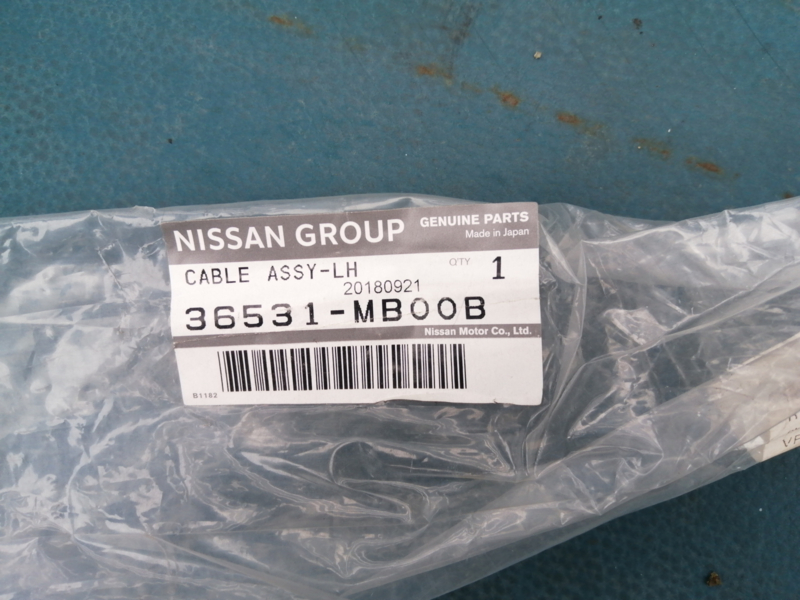 NISSAN GROUP GENUINE PARTS
Made in Japan
CABLE ASSY-LH QTY 1
20180921
36531-MB00B
Nissan Motor Co., Ltd.
B1182